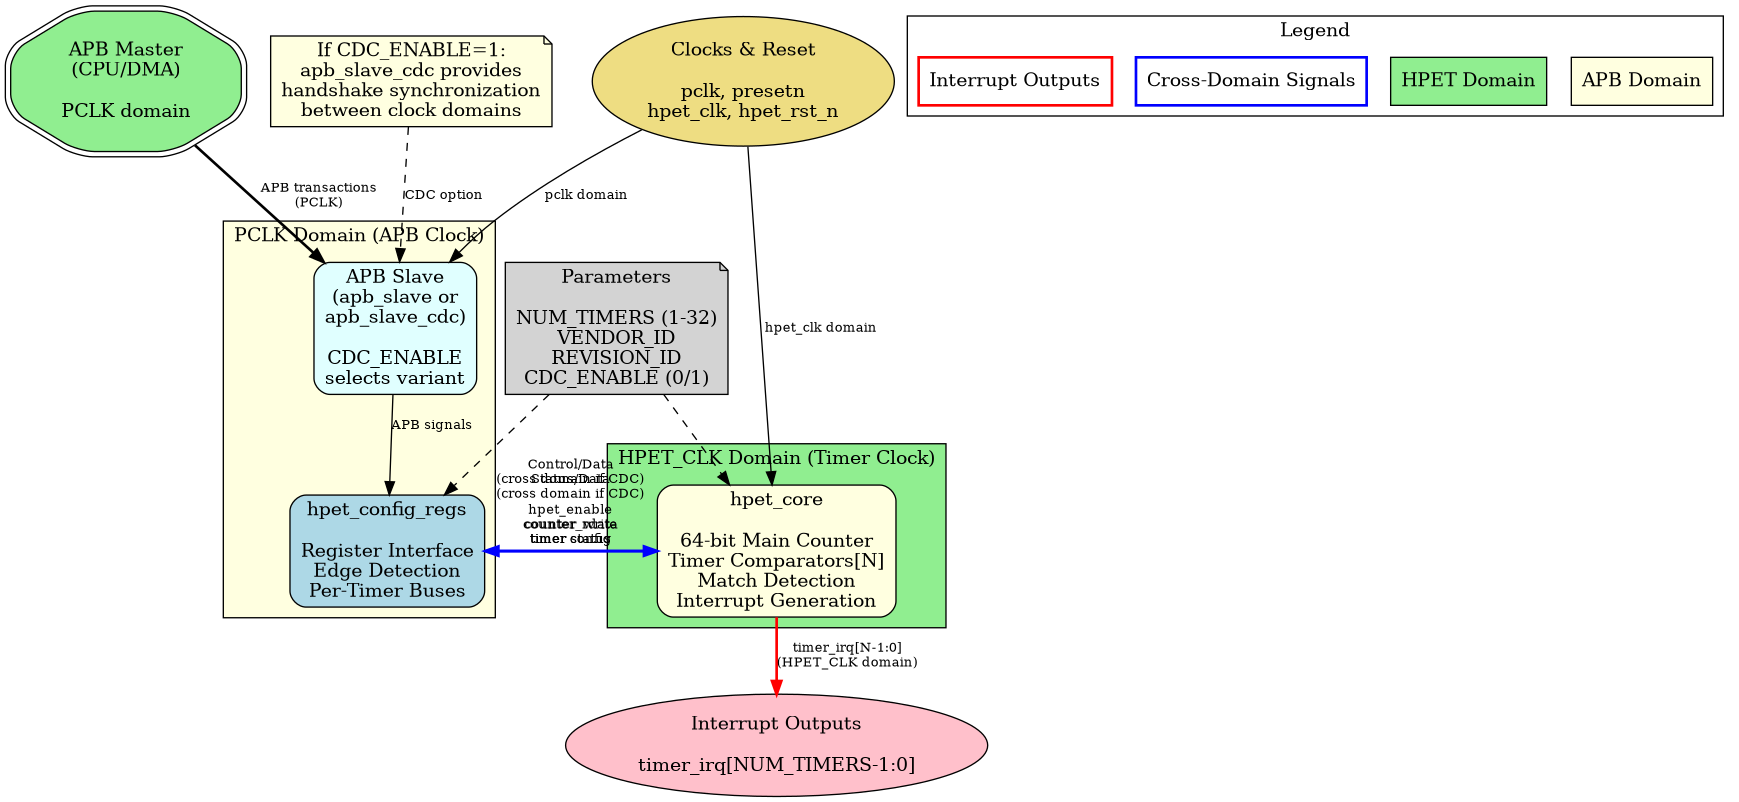 APB Master
(CPU/DMA)
PCLK domain
If CDC_ENABLE=1:
apb_slave_cdc provides
handshake synchronization
between clock domains
Clocks & Reset
pclk, presetn
hpet_clk, hpet_rst_n
Legend
Interrupt Outputs
Cross-Domain Signals
HPET Domain
APB Domain
APB transactions
(PCLK)
CDC option
pclk domain
PCLK Domain (APB Clock)
APB Slave
(apb_slave or
apb_slave_cdc)
CDC_ENABLE
selects variant
Parameters
NUM_TIMERS (1-32)
VENDOR_ID
REVISION_ID
CDC_ENABLE (0/1)
hpet_clk domain
APB signals
HPET_CLK Domain (Timer Clock)
Control/Data
(cross domain if CDC)
hpet_enable
counter_write
timer config
Status/Data
(cross domain if CDC)
timer status
hpet_config_regs
Register Interface
Edge Detection
Per-Timer Buses
hpet_core
64-bit Main Counter
Timer Comparators[N]
Match Detection
Interrupt Generation
timer_irq[N-1:0]
(HPET_CLK domain)
Interrupt Outputs
timer_irq[NUM_TIMERS-1:0]